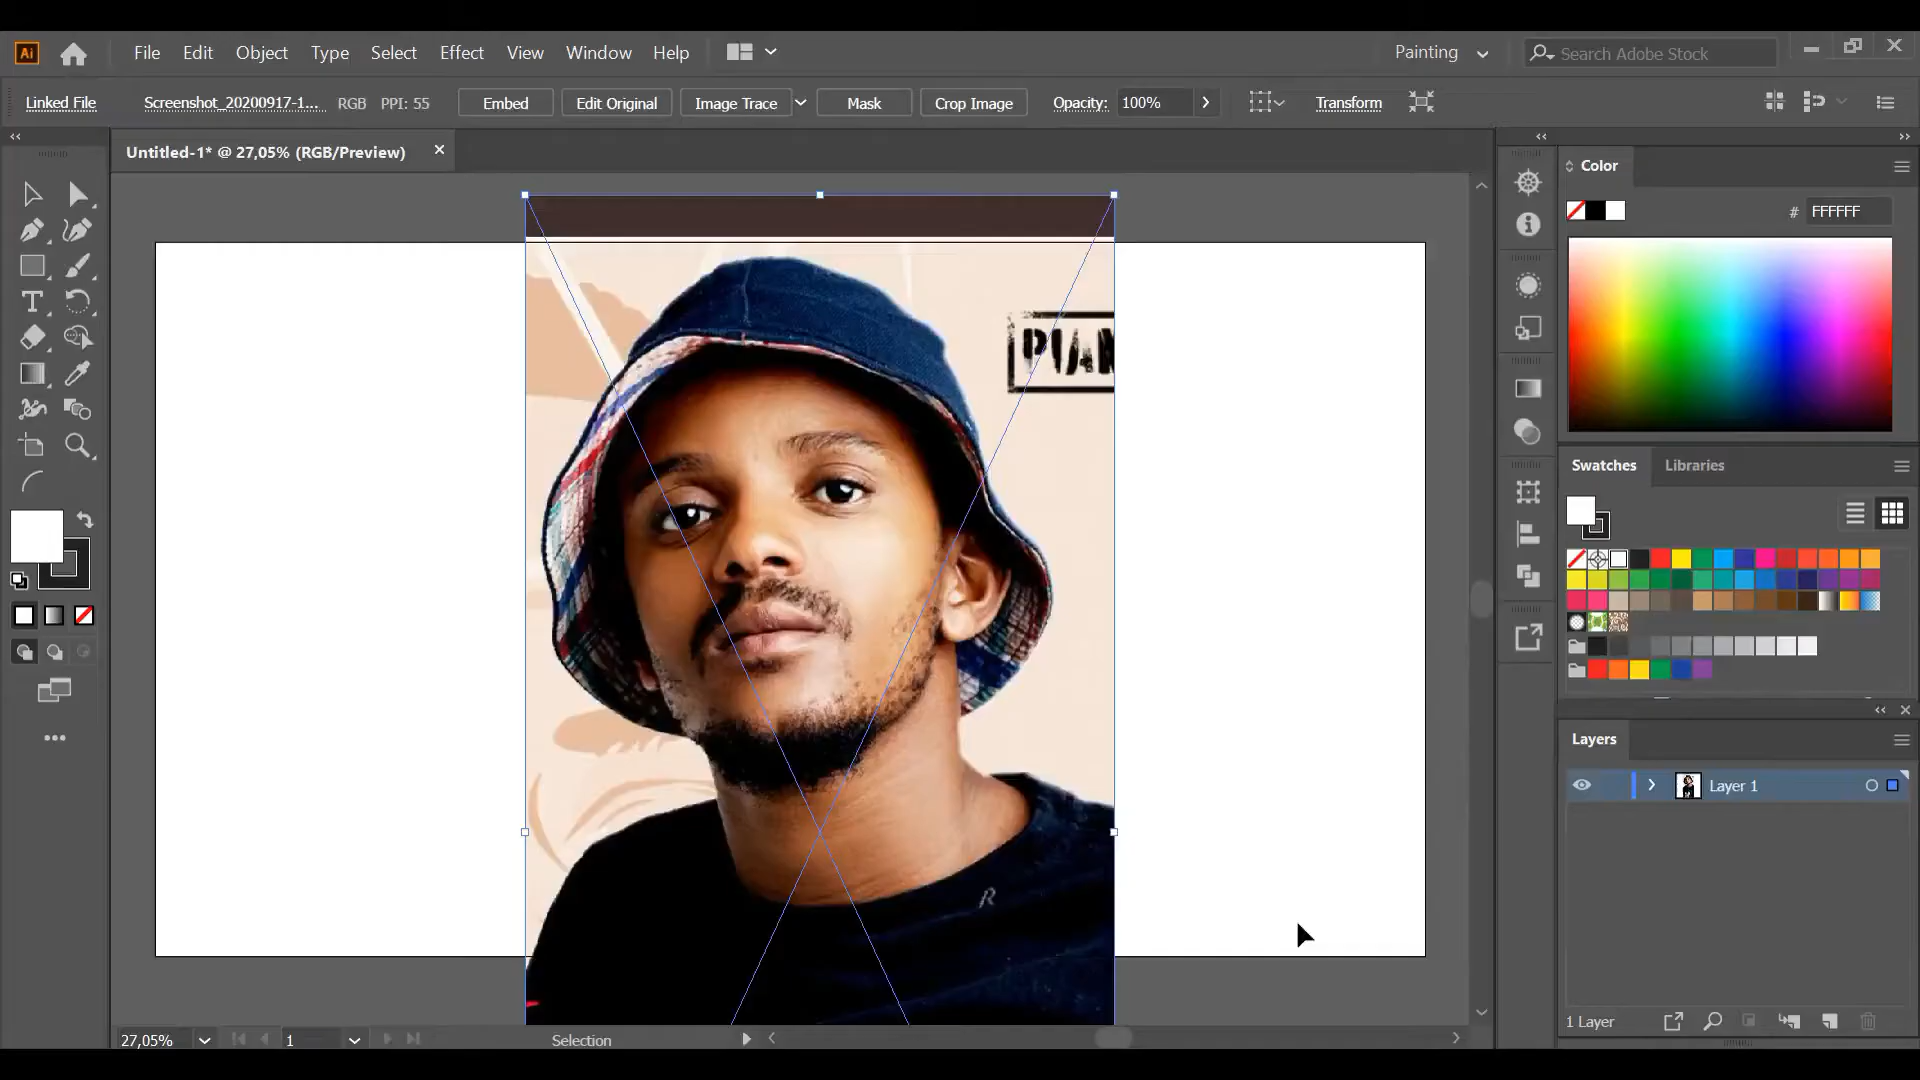 Ai File Edit Object Type Select Effect View Window Help Painting Search Adobe Stock
Linked File Screenshot_20200917-1... RGB PPI: 55 Embed Edit Original Image Trace Mask Crop Image Opacity: 100% Transform
Untitled-1* @ 27,05% (RGB/Preview)
Color
# FFFFFF
PIAN
Swatches Libraries
Layers
Layer 1
R
1 Layer
27,05% 1 Selection